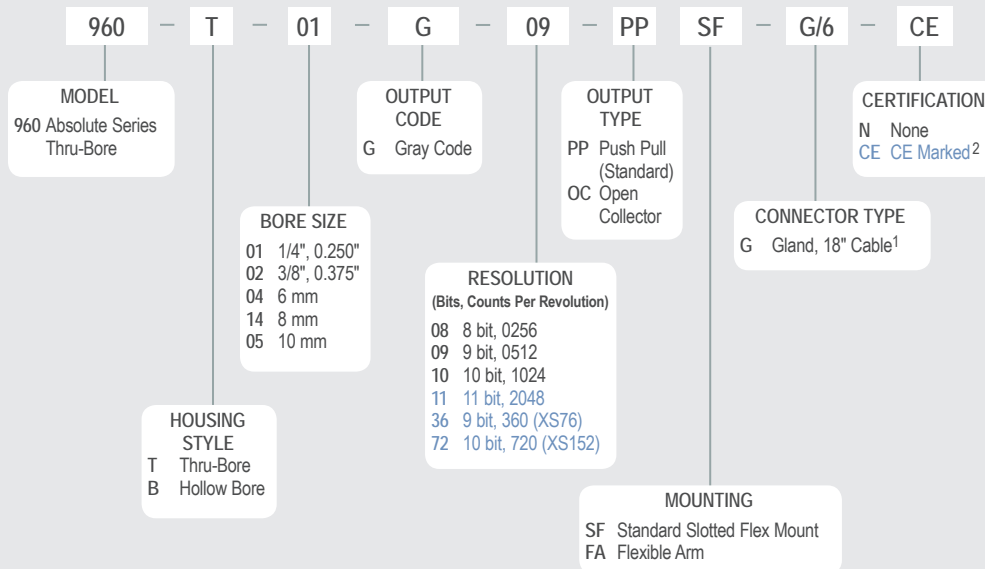 960 – T – 01 – G – 09 – PP SF – G/6 – CE
MODEL
960 Absolute Series
Thru-Bore
HOUSING
STYLE
T Thru-Bore
B Hollow Bore
BORE SIZE
01 1/4", 0.250"
02 3/8", 0.375"
04 6 mm
14 8 mm
05 10 mm
OUTPUT
CODE
G Gray Code
RESOLUTION
(Bits, Counts Per Revolution)
08 8 bit, 0256
09 9 bit, 0512
10 10 bit, 1024
11 11 bit, 2048
36 9 bit, 360 (XS76)
72 10 bit, 720 (XS152)
OUTPUT
TYPE
PP Push Pull
(Standard)
OC Open
Collector
MOUNTING
SF Standard Slotted Flex Mount
FA Flexible Arm
CONNECTOR TYPE
G Gland, 18" Cable1
CERTIFICATION
N None
CE CE Marked2